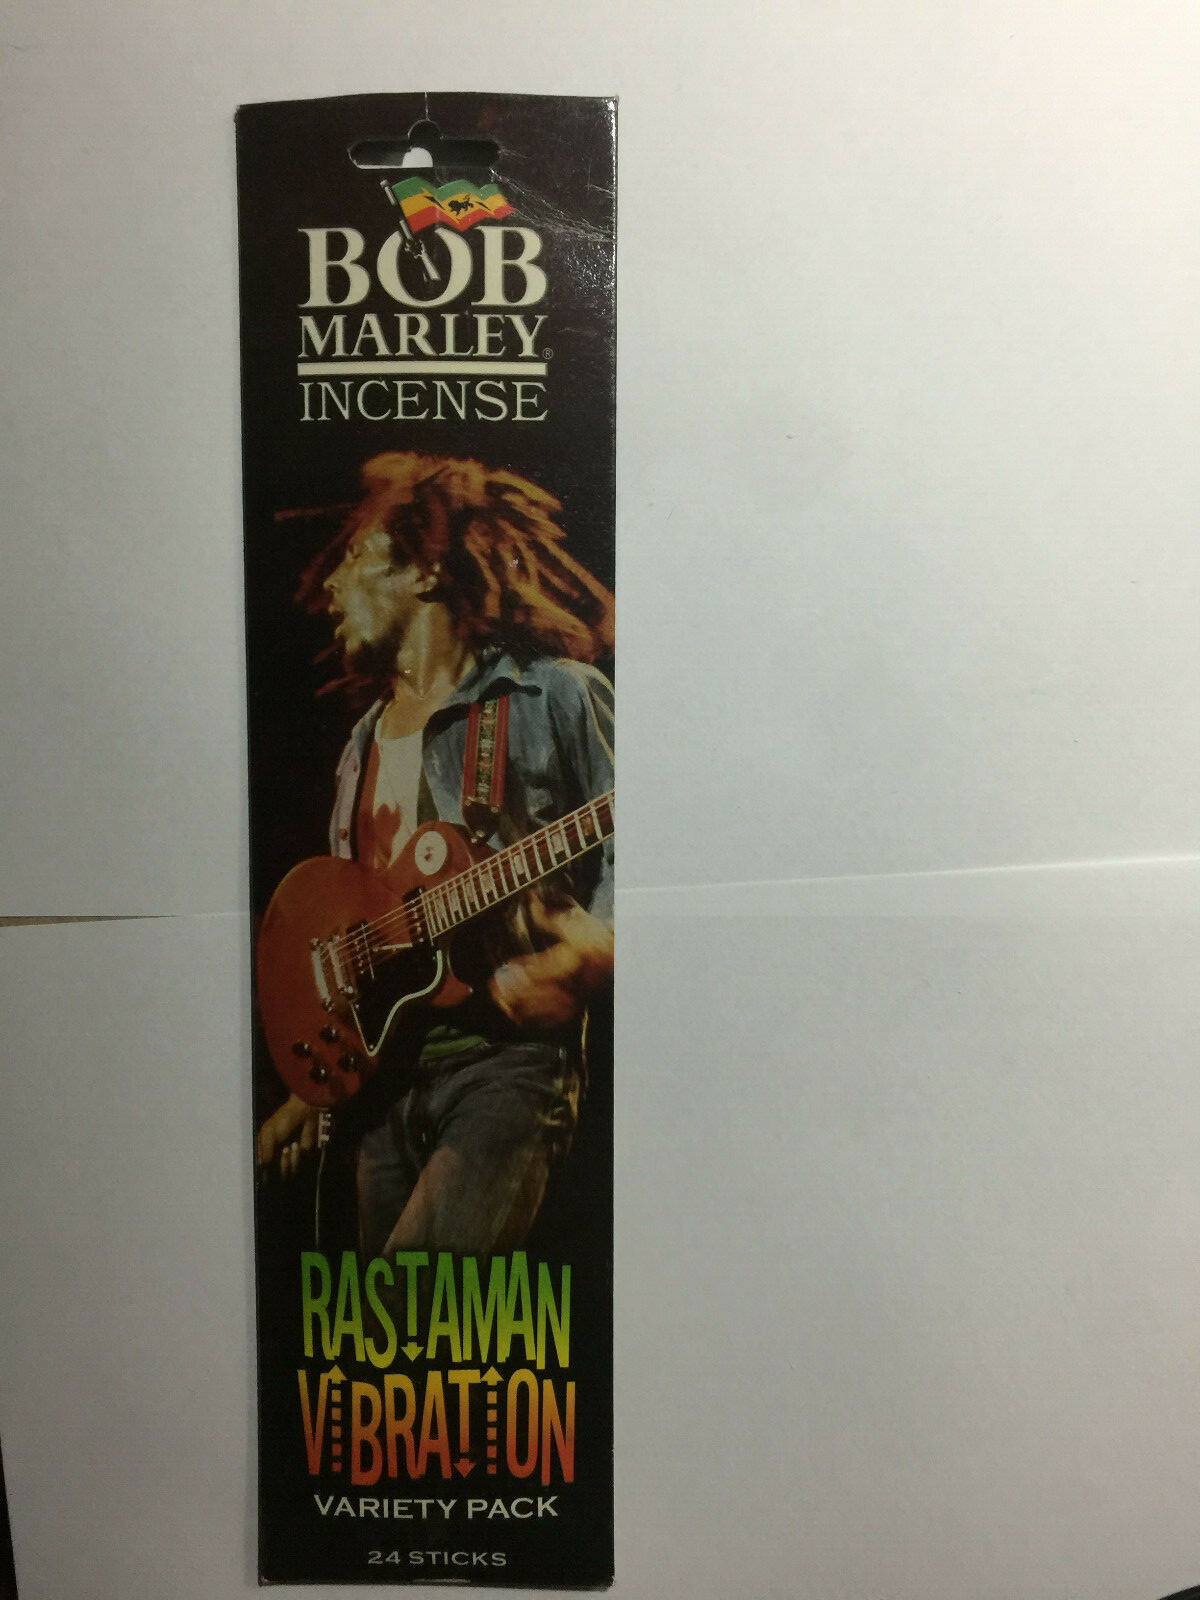 BOB
MARLEY®
INCENSE
RASTAMAN
VIBRATION
VARIETY PACK
24 STICKS